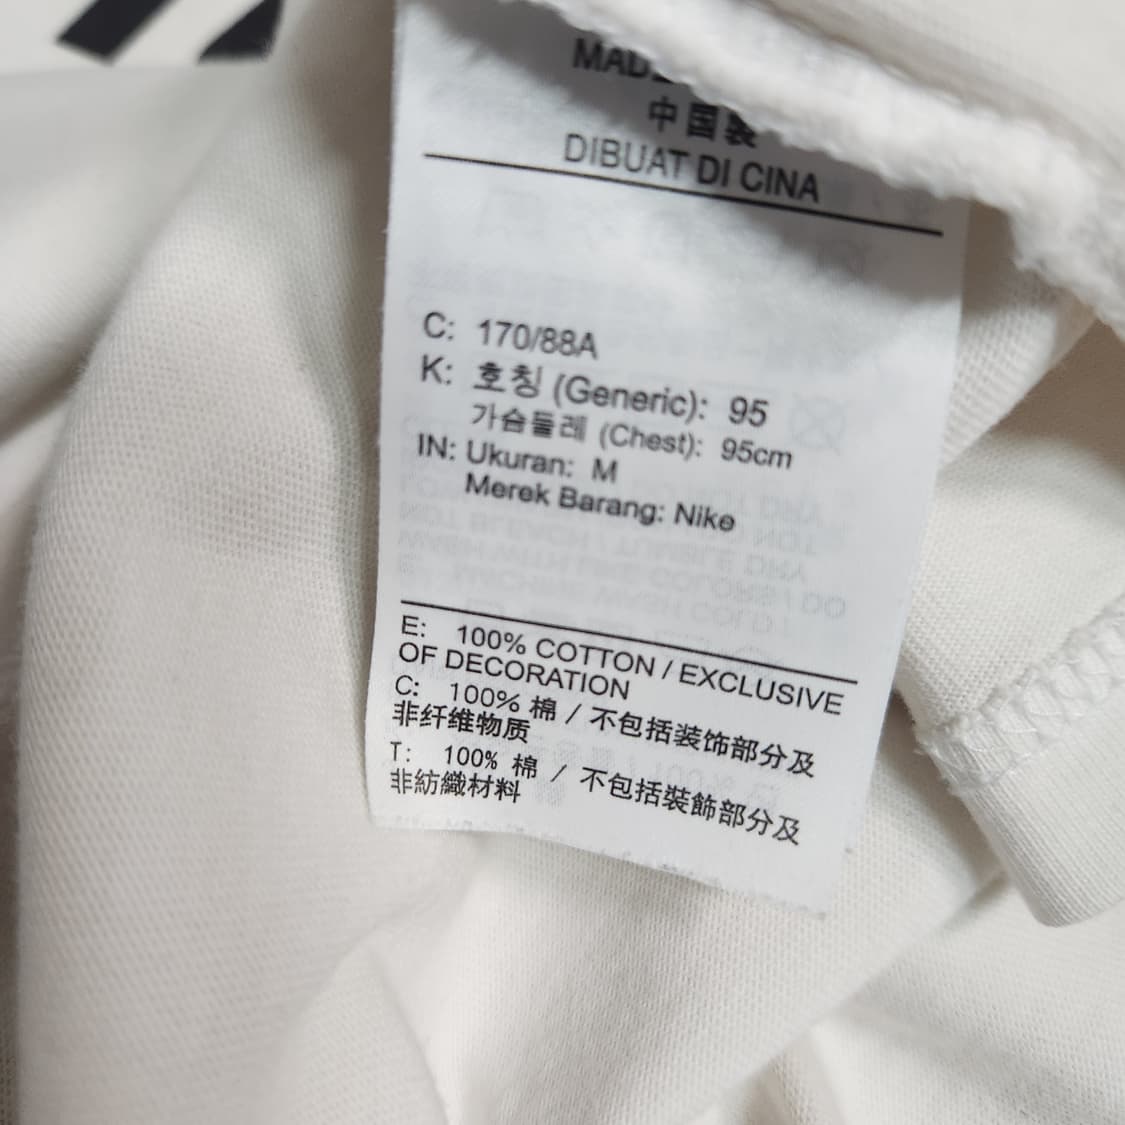 MADE
中国製
DIBUAT DI CINA
C: 170/88A
K: 호칭 (Generic): 95
가슴둘레 (Chest): 95cm
IN: Ukuran: M
Merek Barang: Nike
E: 100% COTTON / EXCLUSIVE
OF DECORATION
C: 100% 棉 / 不包括装饰部分及
非纤维物质
T: 100% 棉 / 不包括裝飾部分及
非紡織材料